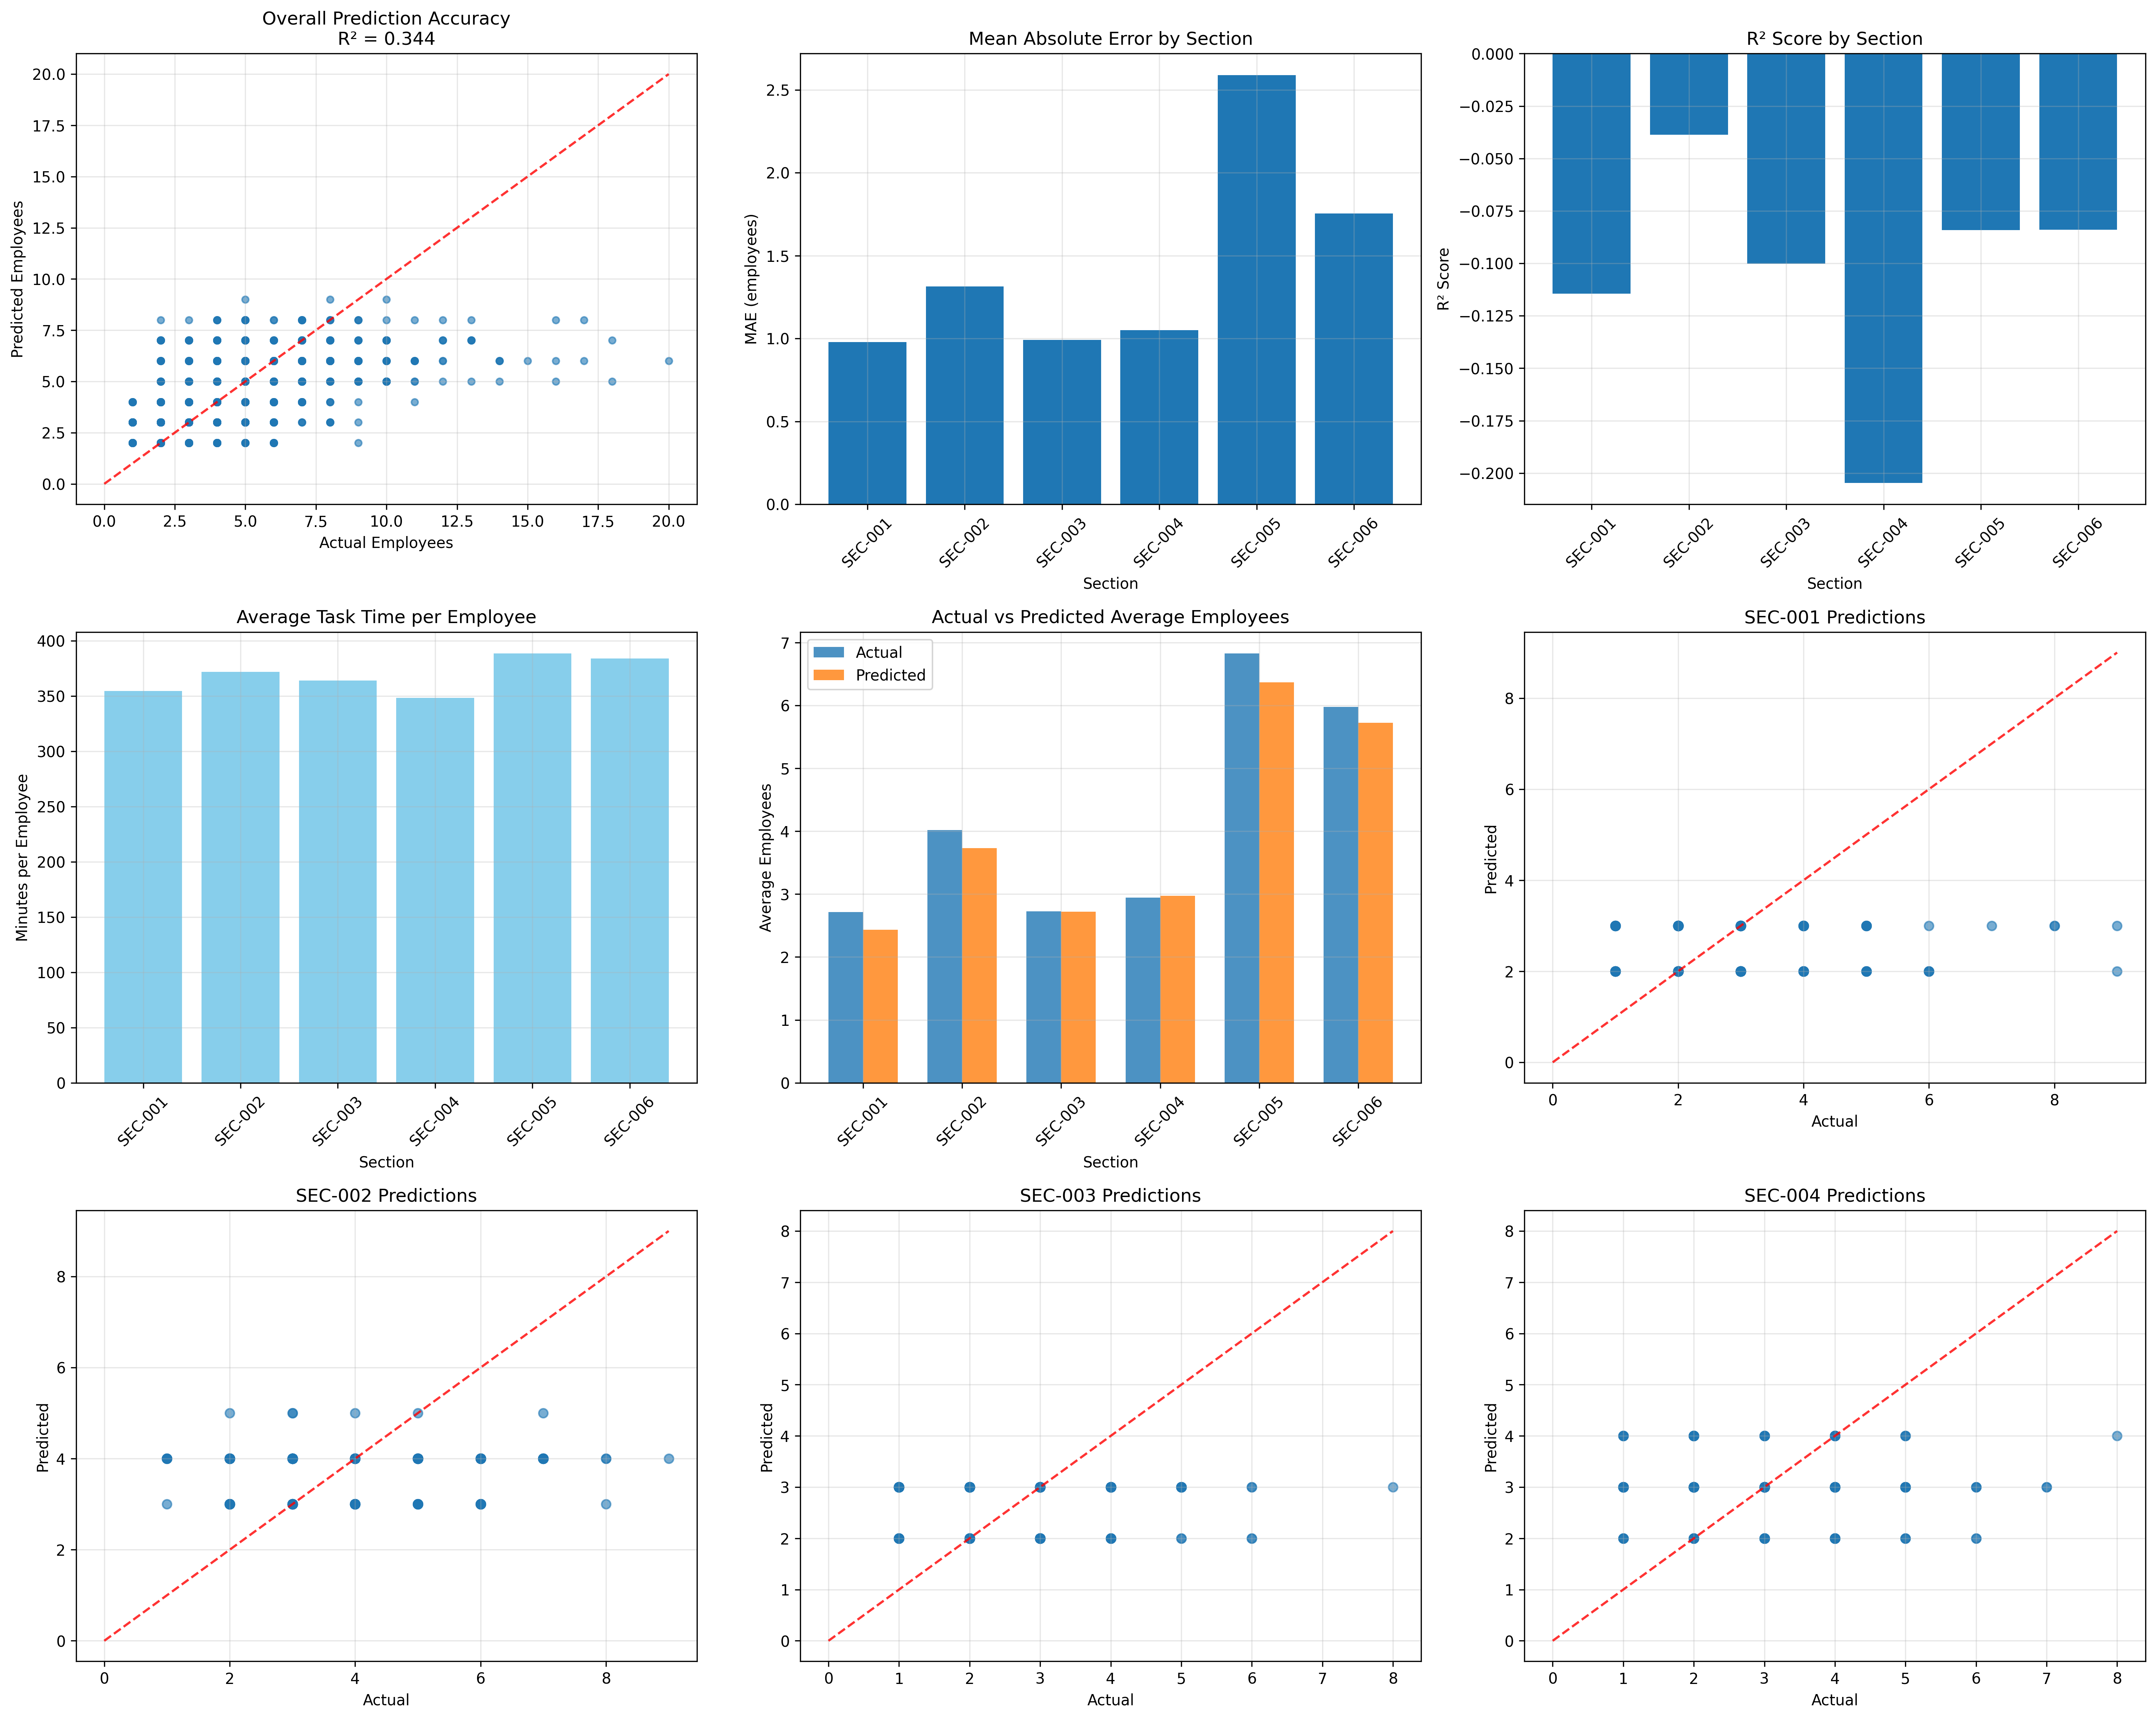 Overall Prediction Accuracy
R² = 0.344
20.0
17.5
15.0
12.5
10.0
7.5
5.0
2.5
0.0
Predicted Employees
0.0 2.5 5.0 7.5 10.0 12.5 15.0 17.5 20.0
Actual Employees
Mean Absolute Error by Section
2.5
2.0
1.5
1.0
0.5
0.0
MAE (employees)
SEC-001 SEC-002 SEC-003 SEC-004 SEC-005 SEC-006
Section
R² Score by Section
0.000
−0.025
−0.050
−0.075
−0.100
−0.125
−0.150
−0.175
−0.200
R² Score
SEC-001 SEC-002 SEC-003 SEC-004 SEC-005 SEC-006
Section
Average Task Time per Employee
400
350
300
250
200
150
100
50
0
Minutes per Employee
SEC-001 SEC-002 SEC-003 SEC-004 SEC-005 SEC-006
Section
Actual vs Predicted Average Employees
Actual
Predicted
7
6
5
4
3
2
1
0
Average Employees
SEC-001 SEC-002 SEC-003 SEC-004 SEC-005 SEC-006
Section
SEC-001 Predictions
8
6
4
2
0
Predicted
0 2 4 6 8
Actual
SEC-002 Predictions
8
6
4
2
0
Predicted
0 2 4 6 8
Actual
SEC-003 Predictions
8
7
6
5
4
3
2
1
0
Predicted
0 1 2 3 4 5 6 7 8
Actual
SEC-004 Predictions
8
7
6
5
4
3
2
1
0
Predicted
0 1 2 3 4 5 6 7 8
Actual